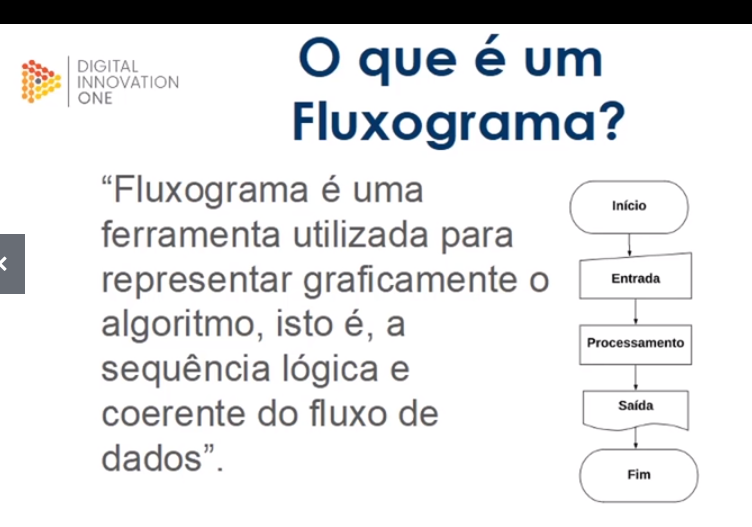 DIGITAL
INNOVATION
ONE
O que é um
Fluxograma?
“Fluxograma é uma
ferramenta utilizada para
representar graficamente o
algoritmo, isto é, a
sequência lógica e
coerente do fluxo de
dados”.
Início
Entrada
Processamento
Saída
Fim